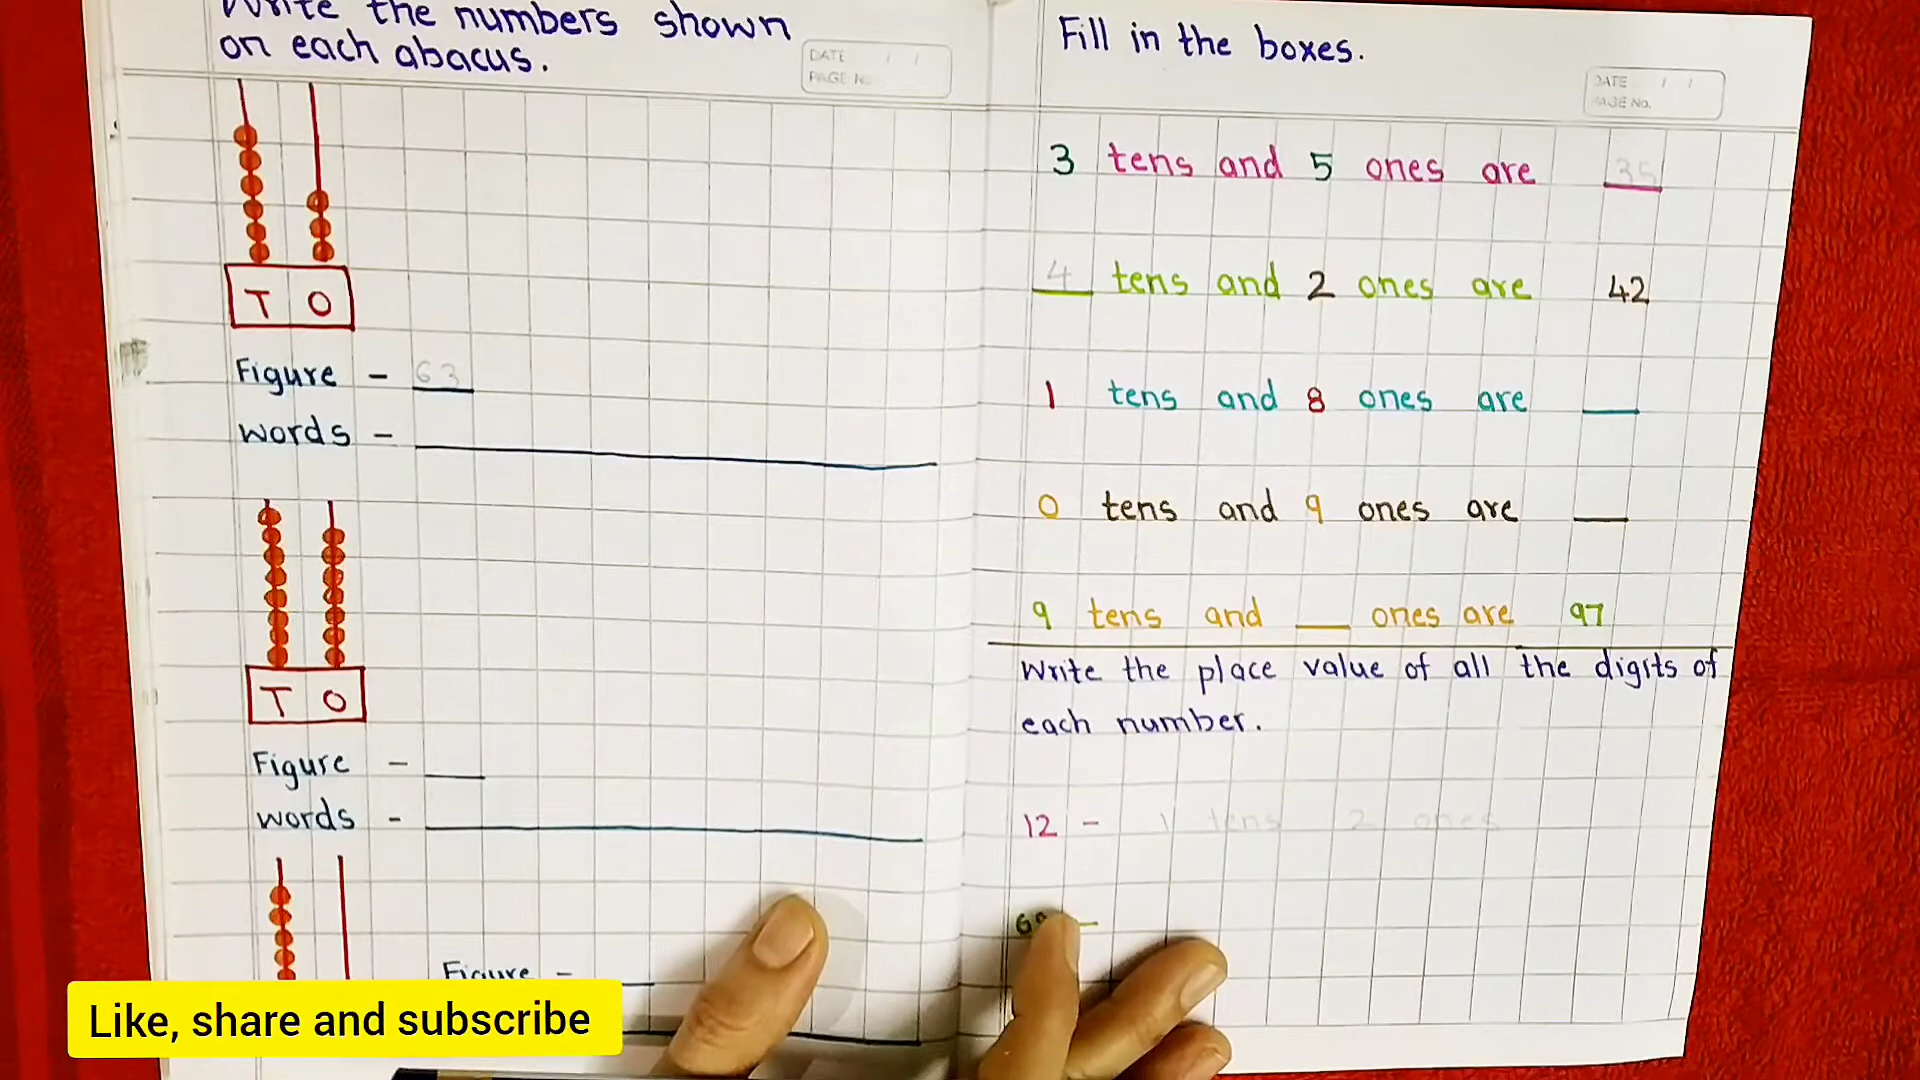 Write the numbers shown
on each abacus.
DATE / /
PAGE No.
T O
Figure - 63
words -
T O
Figure -
words -
Figure -
Fill in the boxes.
DATE / /
PAGE No.
3 tens and 5 ones are 35
4 tens and 2 ones are 42
1 tens and 8 ones are
0 tens and 9 ones are
9 tens and ones are 97
Write the place value of all the digits of
each number.
12 - 1 tens 2 ones
Like, share and subscribe